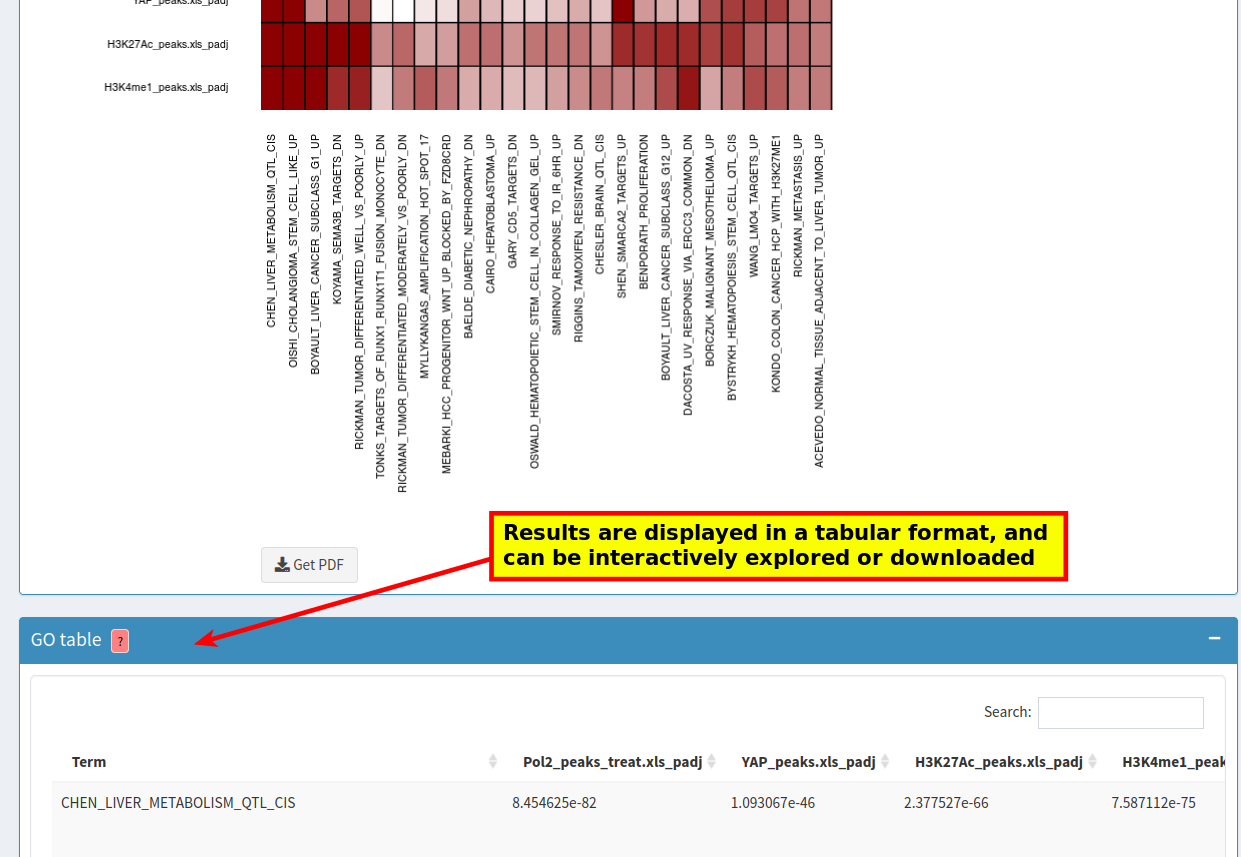 YAP_peaks.xls_padj
H3K27Ac_peaks.xls_padj
H3K4me1_peaks.xls_padj
CHEN_LIVER_METABOLISM_QTL_CIS
OISHI_CHOLANGIOMA_STEM_CELL_LIKE_UP
BOYAULT_LIVER_CANCER_SUBCLASS_G1_UP
KOYAMA_SEMA3B_TARGETS_DN
RICKMAN_TUMOR_DIFFERENTIATED_WELL_VS_POORLY_UP
TONKS_TARGETS_OF_RUNX1_RUNX1T1_FUSION_MONOCYTE_DN
RICKMAN_TUMOR_DIFFERENTIATED_MODERATELY_VS_POORLY_DN
MYLLYKANGAS_AMPLIFICATION_HOT_SPOT_17
MEBARKI_HCC_PROGENITOR_WNT_UP_BLOCKED_BY_FZD8CRD
BAELDE_DIABETIC_NEPHROPATHY_DN
CAIRO_HEPATOBLASTOMA_UP
GARY_CD5_TARGETS_DN
OSWALD_HEMATOPOIETIC_STEM_CELL_IN_COLLAGEN_GEL_UP
SMIRNOV_RESPONSE_TO_IR_6HR_UP
RIGGINS_TAMOXIFEN_RESISTANCE_DN
CHESLER_BRAIN_QTL_CIS
SHEN_SMARCA2_TARGETS_UP
BENPORATH_PROLIFERATION
BOYAULT_LIVER_CANCER_SUBCLASS_G12_UP
DACOSTA_UV_RESPONSE_VIA_ERCC3_COMMON_DN
BORCZUK_MALIGNANT_MESOTHELIOMA_UP
BYSTRYKH_HEMATOPOIESIS_STEM_CELL_QTL_CIS
WANG_LMO4_TARGETS_UP
KONDO_COLON_CANCER_HCP_WITH_H3K27ME1
RICKMAN_METASTASIS_UP
ACEVEDO_NORMAL_TISSUE_ADJACENT_TO_LIVER_TUMOR_UP
Results are displayed in a tabular format, and
can be interactively explored or downloaded
Get PDF
GO table ?
Search:
Term Pol2_peaks_treat.xls_padj YAP_peaks.xls_padj H3K27Ac_peaks.xls_padj H3K4me1_peak
CHEN_LIVER_METABOLISM_QTL_CIS 8.454625e-82 1.093067e-46 2.377527e-66 7.587112e-75